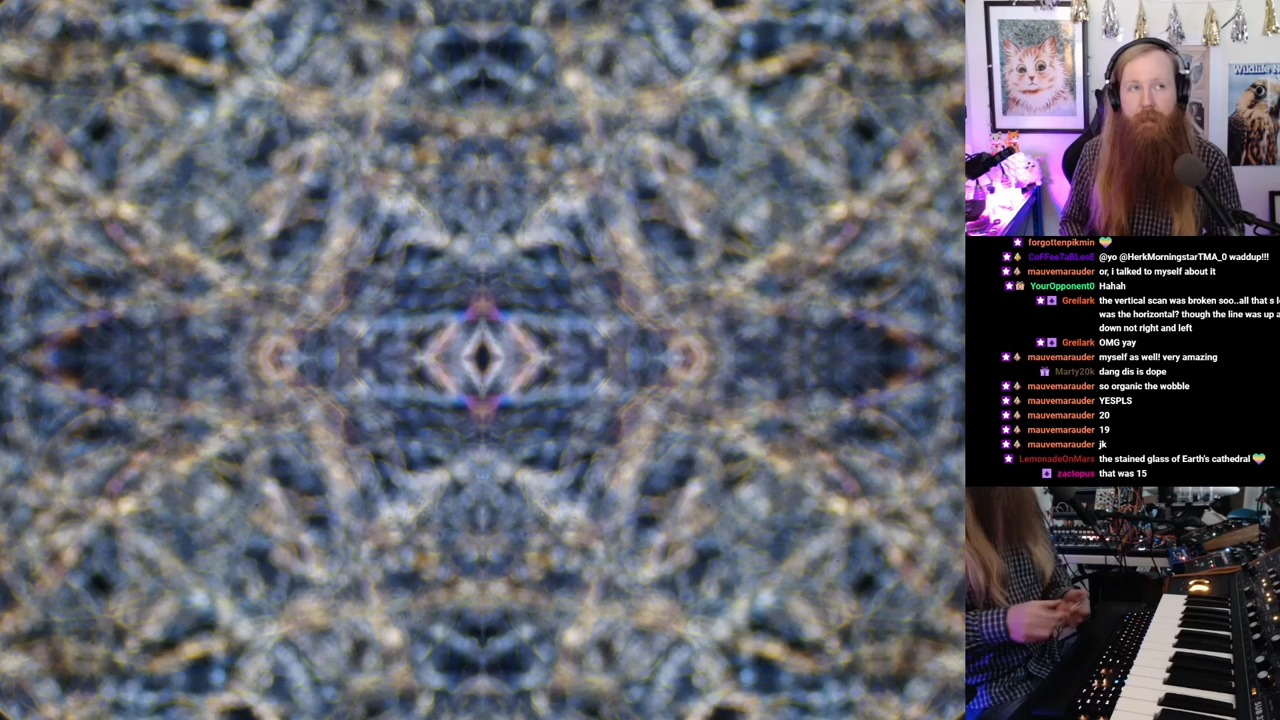 Wildlife N
forgottenpikmin
CoFFeeTaBLesE @yo @HerkMorningstarTMA_0 waddup!!!
mauvemarauder or, i talked to myself about it
YourOpponent0 Hahah
Greilark the vertical scan was broken soo..all that s l
was the horizontal? though the line was up a
down not right and left
Greilark OMG yay
mauvemarauder myself as well! very amazing
Marty20k dang dis is dope
mauvemarauder so organic the wobble
mauvemarauder YESPLS
mauvemarauder 20
mauvemarauder 19
mauvemarauder jk
LemonadeOnMars the stained glass of Earth's cathedral
zactopus that was 15